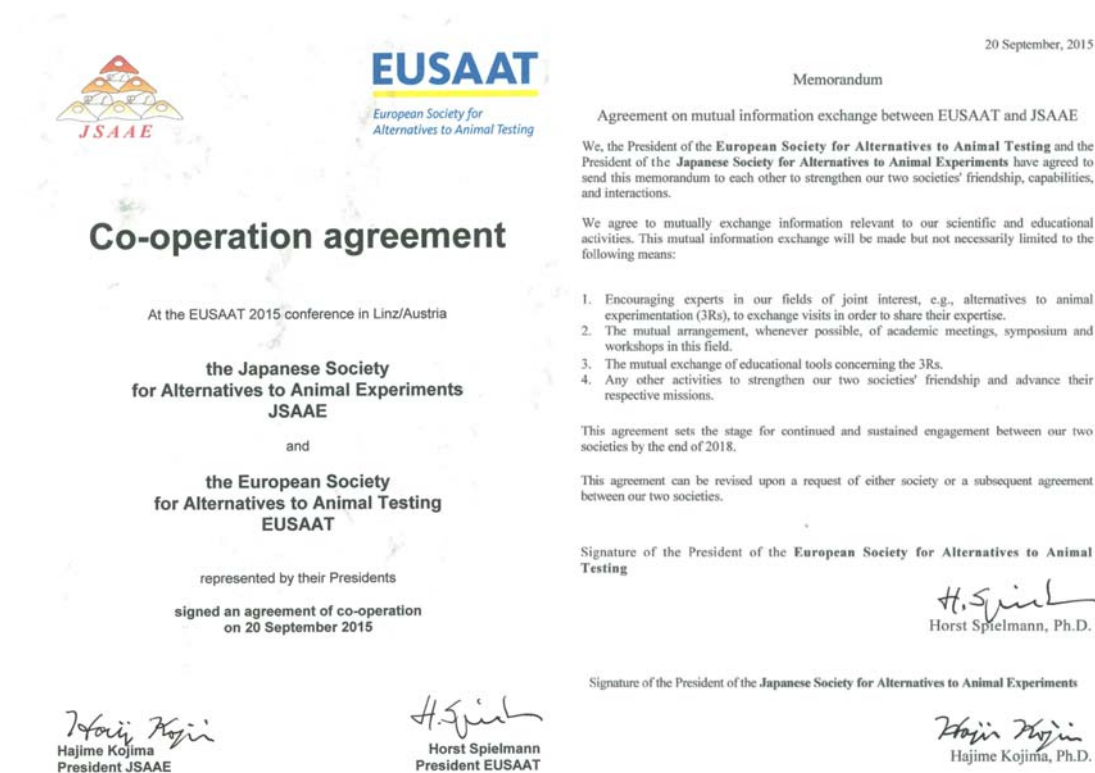 JSAAE
EUSAAT
European Society for
Alternatives to Animal Testing
Co-operation agreement
At the EUSAAT 2015 conference in Linz/Austria
the Japanese Society
for Alternatives to Animal Experiments
JSAAE
and
the European Society
for Alternatives to Animal Testing
EUSAAT
represented by their Presidents
signed an agreement of co-operation
on 20 September 2015
Hajime Kojima
President JSAAE
H. Spielmann
Horst Spielmann
President EUSAAT
20 September, 2015
Memorandum
Agreement on mutual information exchange between EUSAAT and JSAAE
We, the President of the European Society for Alternatives to Animal Testing and the
President of the Japanese Society for Alternatives to Animal Experiments have agreed to
send this memorandum to each other to strengthen our two societies' friendship, capabilities,
and interactions.
We agree to mutually exchange information relevant to our scientific and educational
activities. This mutual information exchange will be made but not necessarily limited to the
following means:
1. Encouraging experts in our fields of joint interest, e.g., alternatives to animal
experimentation (3Rs), to exchange visits in order to share their expertise.
2. The mutual arrangement, whenever possible, of academic meetings, symposium and
workshops in this field.
3. The mutual exchange of educational tools concerning the 3Rs.
4. Any other activities to strengthen our two societies' friendship and advance their
respective missions.
This agreement sets the stage for continued and sustained engagement between our two
societies by the end of 2018.
This agreement can be revised upon a request of either society or a subsequent agreement
between our two societies.
Signature of the President of the European Society for Alternatives to Animal
Testing
H. Spielmann
Horst Spielmann, Ph.D.
Signature of the President of the Japanese Society for Alternatives to Animal Experiments
Hajime Kojima, Ph.D.